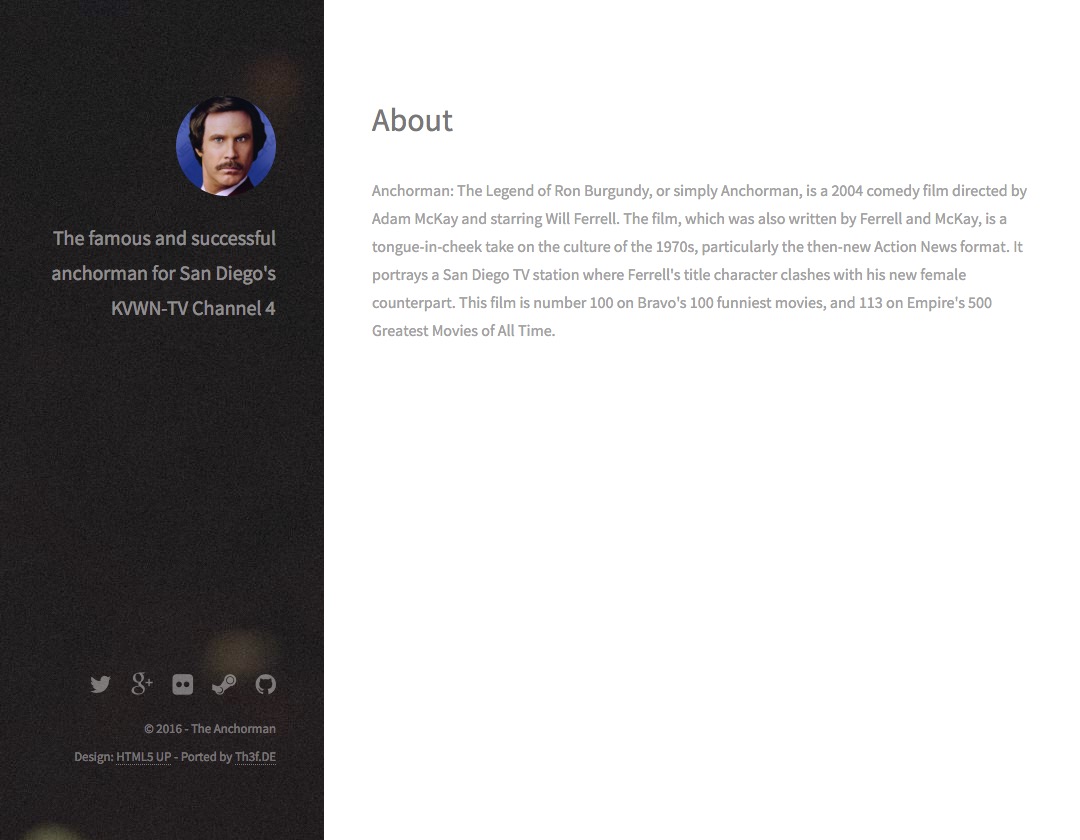 The famous and successful
anchorman for San Diego's
KVWN-TV Channel 4
© 2016 - The Anchorman
Design: HTML5 UP - Ported by Th3f.DE
About
Anchorman: The Legend of Ron Burgundy, or simply Anchorman, is a 2004 comedy film directed by
Adam McKay and starring Will Ferrell. The film, which was also written by Ferrell and McKay, is a
tongue-in-cheek take on the culture of the 1970s, particularly the then-new Action News format. It
portrays a San Diego TV station where Ferrell's title character clashes with his new female
counterpart. This film is number 100 on Bravo's 100 funniest movies, and 113 on Empire's 500
Greatest Movies of All Time.